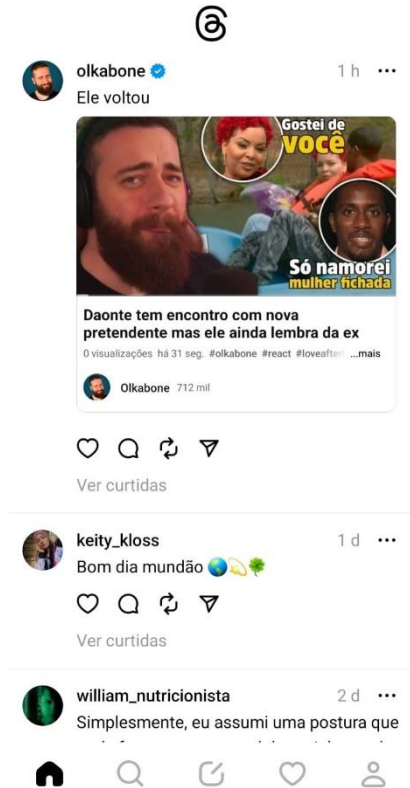 olkabone
1 h
Ele voltou
Gostei de
VOCÊ
Só namorei
mulher fichada
Daonte tem encontro com nova
pretendente mas ele ainda lembra da ex
0 visualizações há 31 seg. #olkabone #react #loveafter ...mais
Olkabone 712 mil
Ver curtidas
keity_kloss
1 d
Bom dia mundão
Ver curtidas
william_nutricionista
2 d
Simplesmente, eu assumi uma postura que